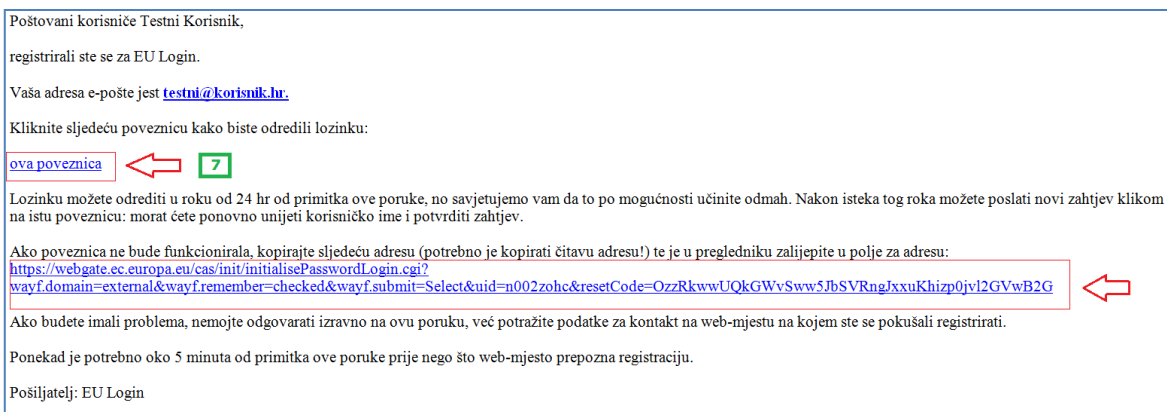 Poštovani korisniče Testni Korisnik,
registrirali ste se za EU Login.
Vaša adresa e-pošte jest testni@korisnik.hr.
Kliknite sljedeću poveznicu kako biste odredili lozinku:
ova poveznica
7
Lozinku možete odrediti u roku od 24 hr od primitka ove poruke, no savjetujemo vam da to po mogućnosti učinite odmah. Nakon isteka tog roka možete poslati novi zahtjev klikom
na istu poveznicu: morat ćete ponovno unijeti korisničko ime i potvrditi zahtjev.
Ako poveznica ne bude funkcionirala, kopirajte sljedeću adresu (potrebno je kopirati čitavu adresu!) te je u pregledniku zalijepite u polje za adresu:
https://webgate.ec.europa.eu/cas/init/initialisePasswordLogin.cgi?
wayf.domain=external&wayf.remember=checked&wayf.submit=Select&uid=n002zohc&resetCode=OzzRkwwUQkGWvSww5JbSVRngJxxuKhizp0jvl2GVwB2G
Ako budete imali problema, nemojte odgovarati izravno na ovu poruku, već potražite podatke za kontakt na web-mjestu na kojem ste se pokušali registrirati.
Ponekad je potrebno oko 5 minuta od primitka ove poruke prije nego što web-mjesto prepozna registraciju.
Pošiljatelj: EU Login